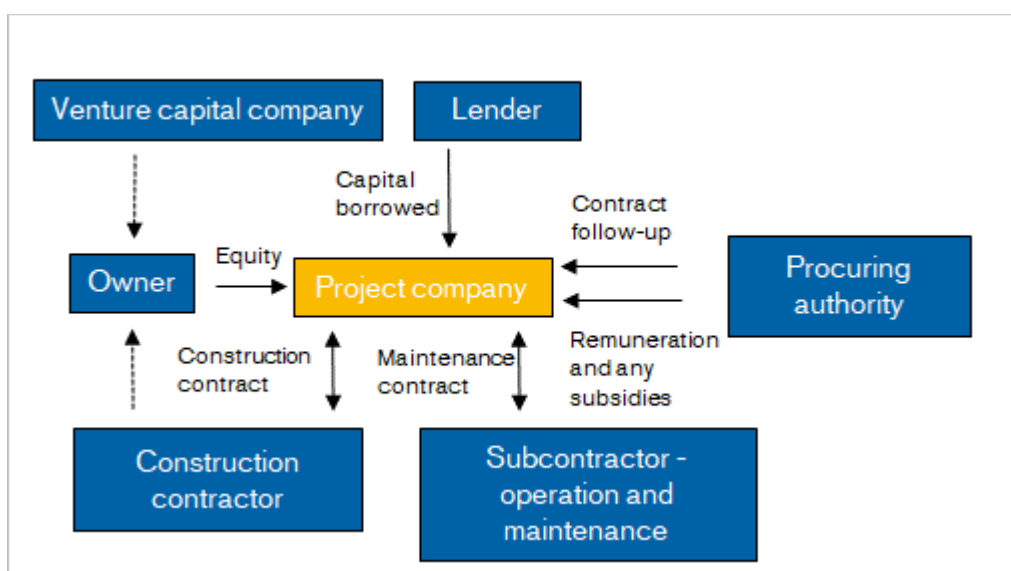 Venture capital company
Lender
Capital
borrowed
Contract
follow-up
Owner
Equity
Project company
Procuring
authority
Construction
contract
Maintenance
contract
Remuneration
and any
subsidies
Construction
contractor
Subcontractor -
operation and
maintenance